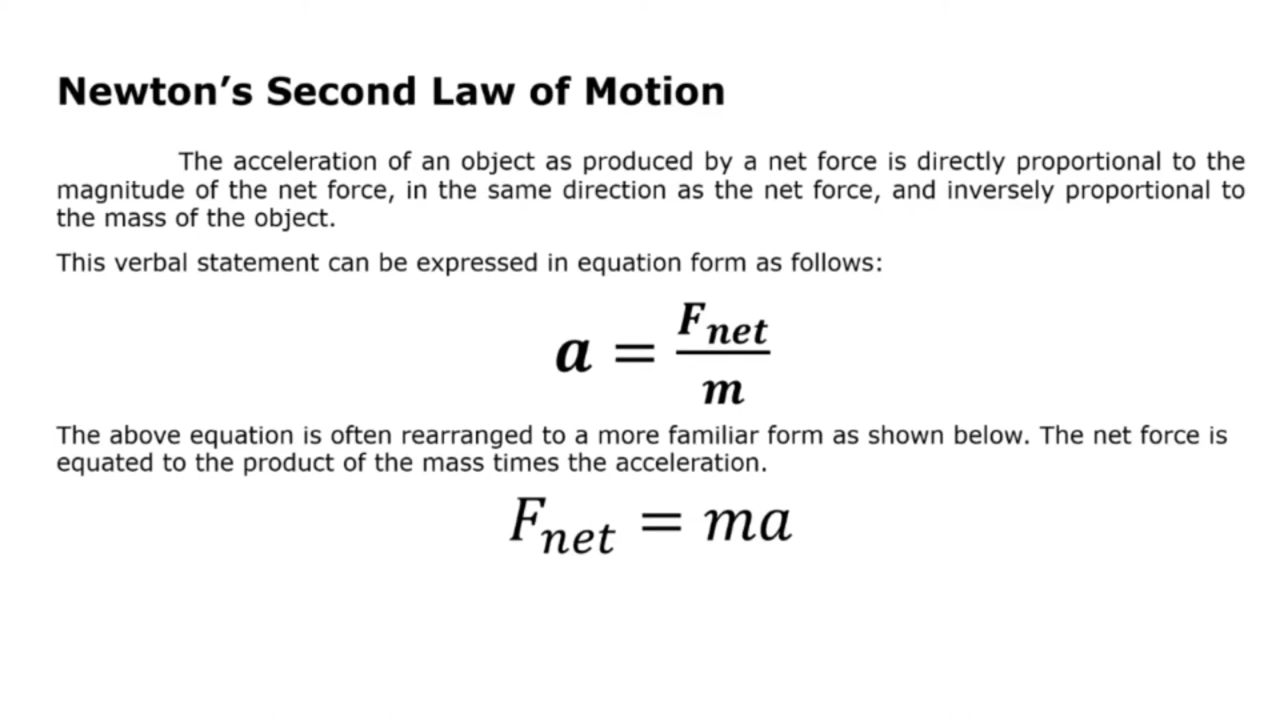 Newton’s Second Law of Motion
The acceleration of an object as produced by a net force is directly proportional to the
magnitude of the net force, in the same direction as the net force, and inversely proportional to
the mass of the object.
This verbal statement can be expressed in equation form as follows:
a = F_net / m
The above equation is often rearranged to a more familiar form as shown below. The net force is
equated to the product of the mass times the acceleration.
F_net = ma